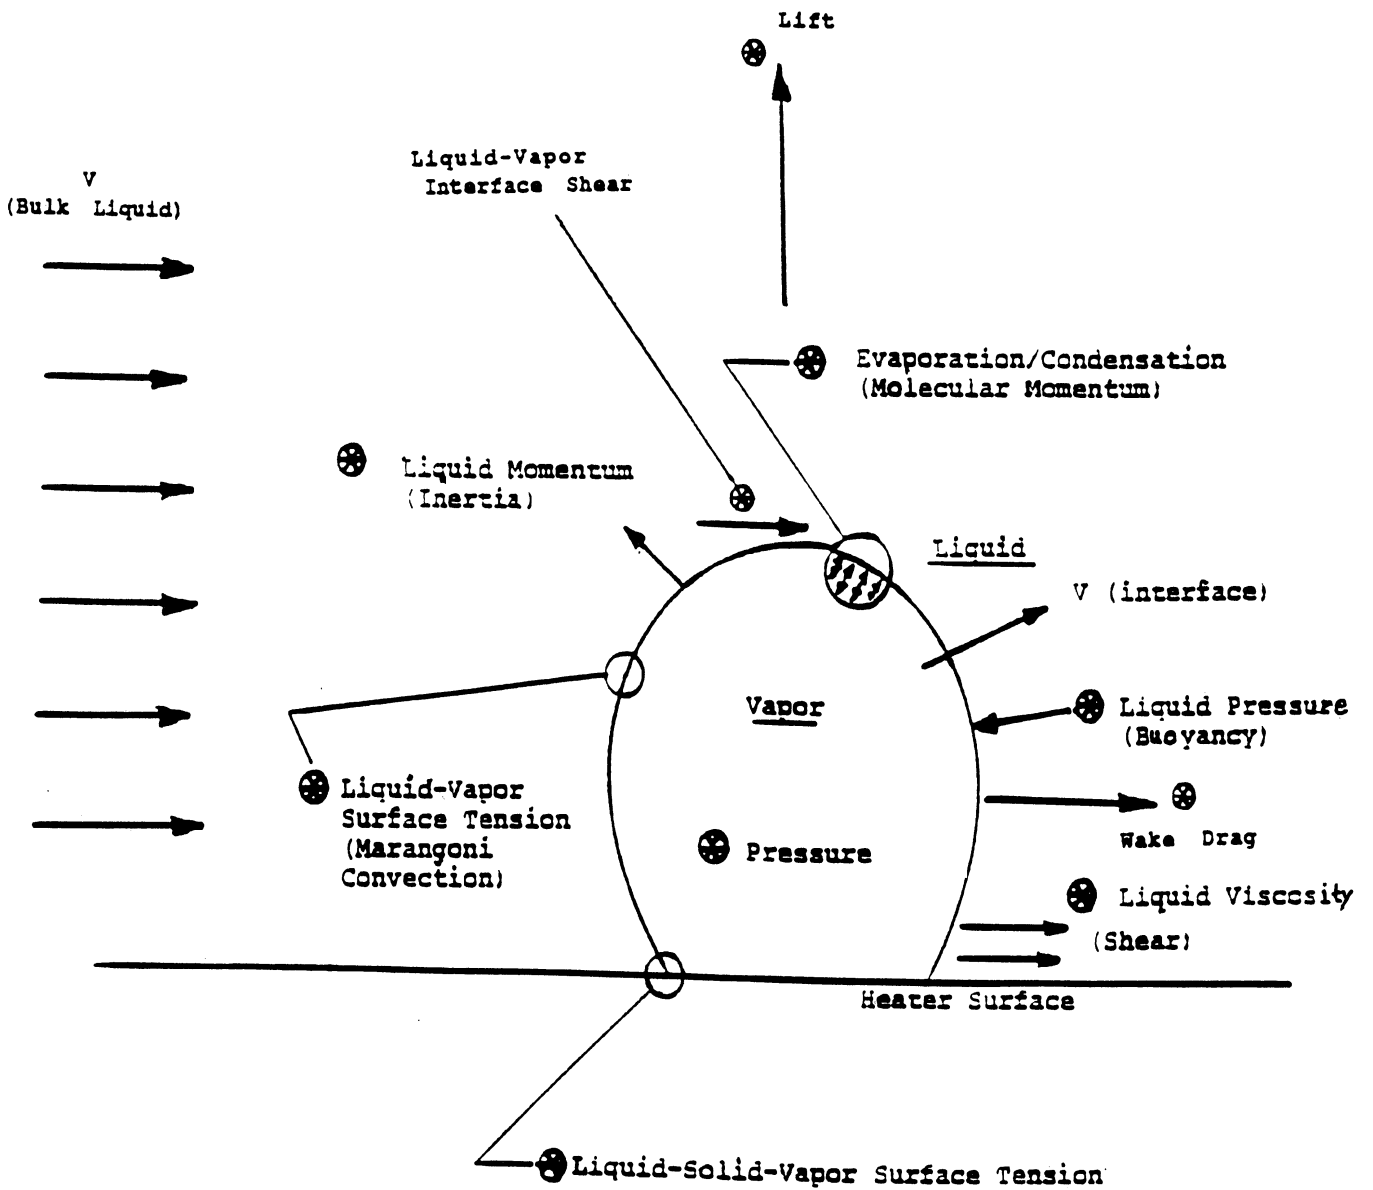 Lift
Liquid-Vapor
Interface Shear
V
(Bulk Liquid)
Evaporation/Condensation
(Molecular Momentum)
Liquid Momentum
(Inertia)
Liquid
V (interface)
Vapor
Liquid Pressure
(Buoyancy)
Liquid-Vapor
Surface Tension
(Marangoni
Convection)
Wake Drag
Pressure
Liquid Viscosity
(Shear)
Heater Surface
Liquid-Solid-Vapor Surface Tension